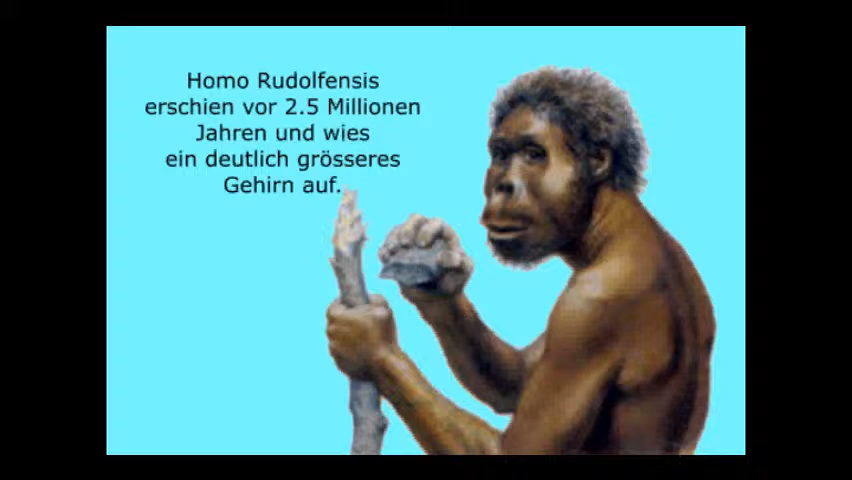 Homo Rudolfensis
erschien vor 2.5 Millionen
Jahren und wies
ein deutlich grösseres
Gehirn auf.